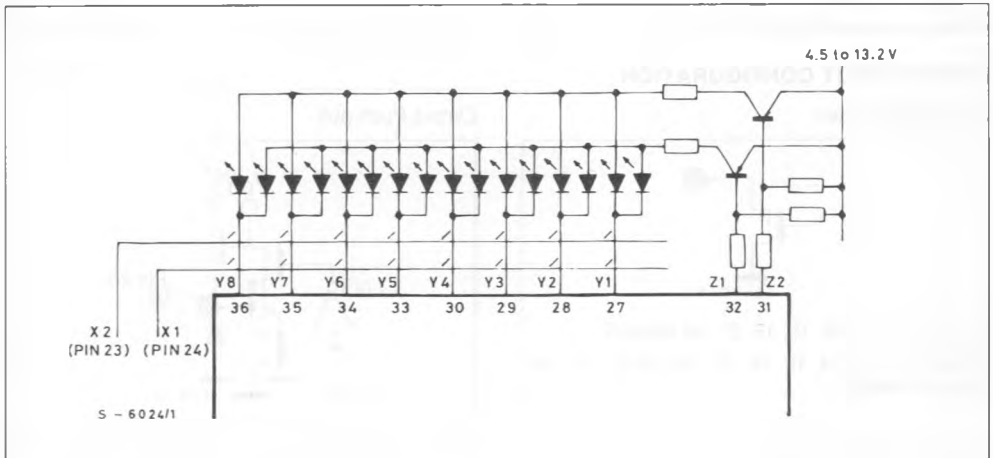 4.5 to 13.2 V
Y8 Y7 Y6 Y5 Y4 Y3 Y2 Y1 Z1 Z2
36 35 34 33 30 29 28 27 32 31
X2 X1
(PIN 23) (PIN 24)
S - 6024/1